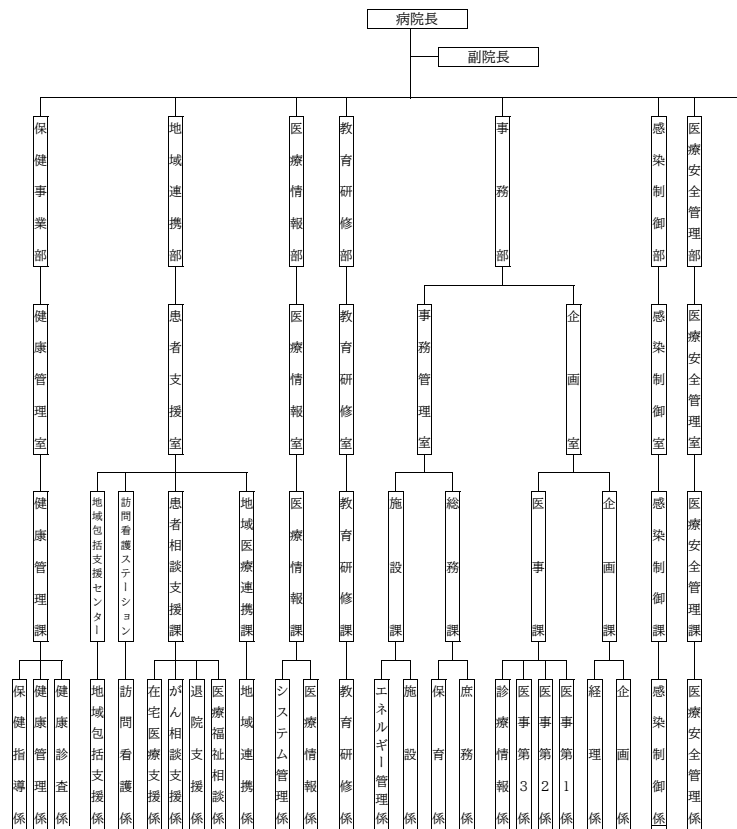 病院長
副院長
保健事業部
地域連携部
医療情報部
教育研修部
事務部
感染制御部
医療安全管理部
健康管理室
患者支援室
医療情報室
教育研修室
事務管理室
企画室
感染制御室
医療安全管理室
健康管理課
地域包括支援センター
訪問看護ステーション
患者相談支援課
地域医療連携課
医療情報課
教育研修課
施設課
総務課
医事課
企画課
感染制御課
医療安全管理課
保健指導係
健康管理係
健康診査係
地域包括支援係
訪問看護係
在宅医療支援係
がん相談支援係
退院支援係
医療福祉相談係
地域連携係
システム管理係
医療情報係
教育研修係
エネルギー管理係
施設係
保育係
庶務係
診療情報係
医事第3係
医事第2係
医事第1係
経理係
企画係
感染制御係
医療安全管理係